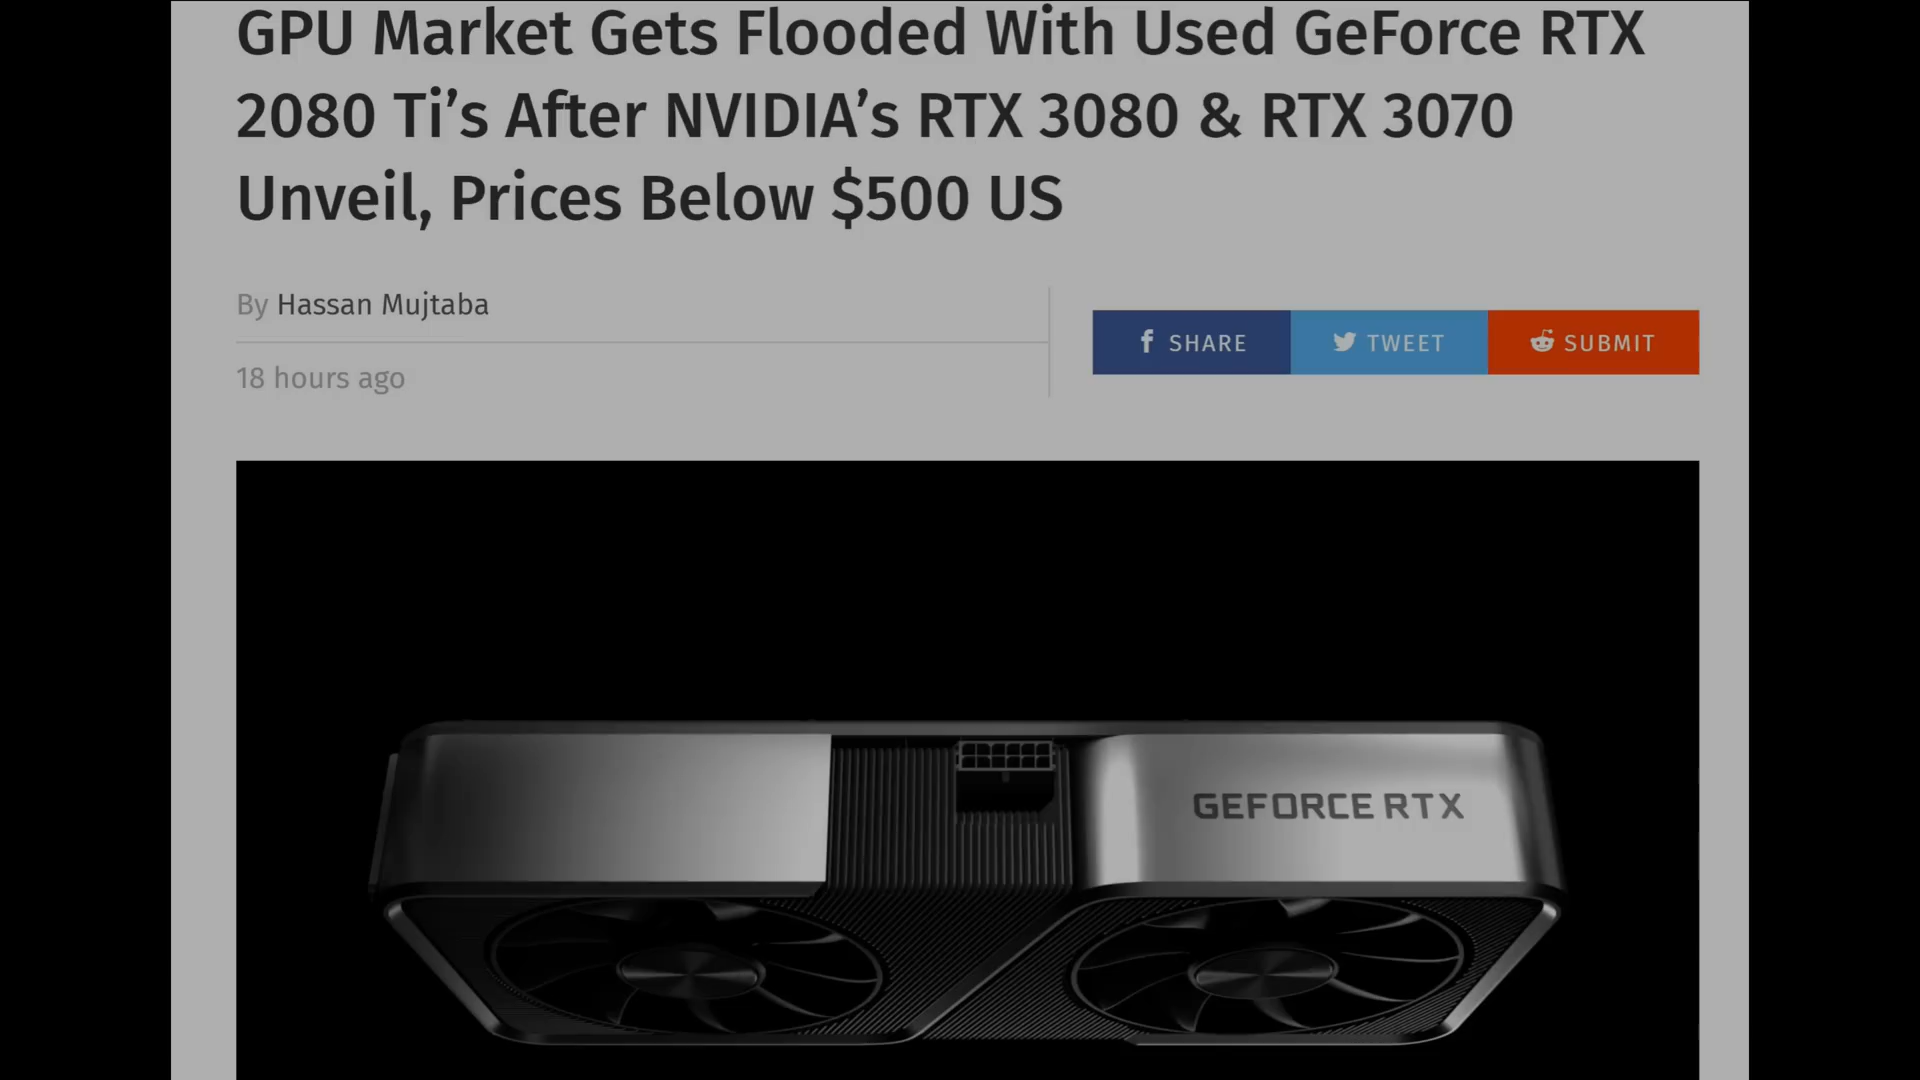 GPU Market Gets Flooded With Used GeForce RTX
2080 Ti’s After NVIDIA’s RTX 3080 & RTX 3070
Unveil, Prices Below $500 US
By Hassan Mujtaba
18 hours ago
SHARE
TWEET
SUBMIT
GEFORCE RTX